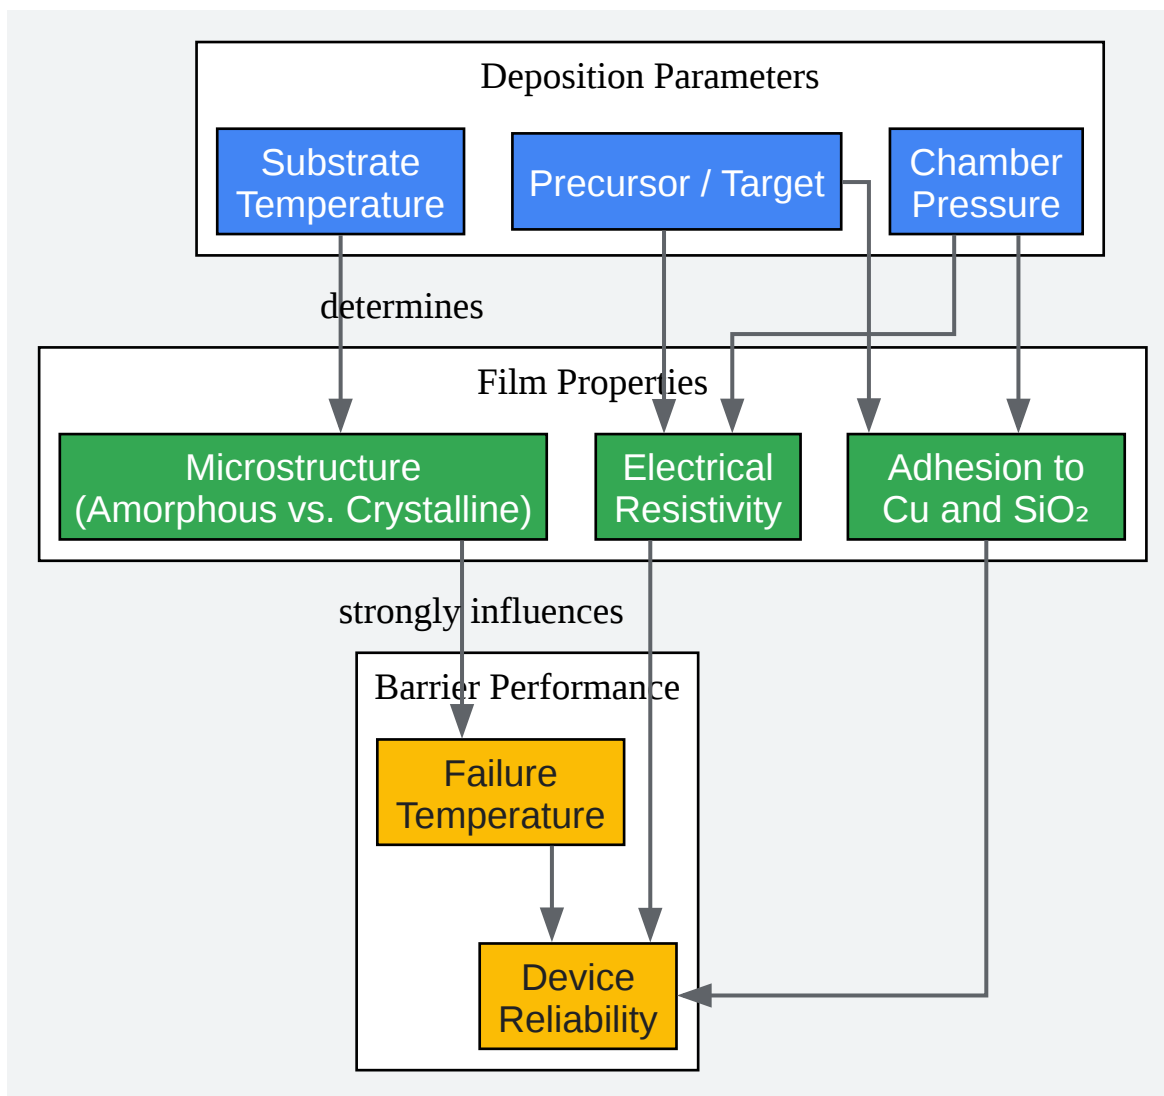 Deposition Parameters
Substrate
Temperature
Precursor / Target
Chamber
Pressure
determines
Film Properties
Microstructure
(Amorphous vs. Crystalline)
Electrical
Resistivity
Adhesion to
Cu and SiO₂
strongly influences
Barrier Performance
Failure
Temperature
Device
Reliability